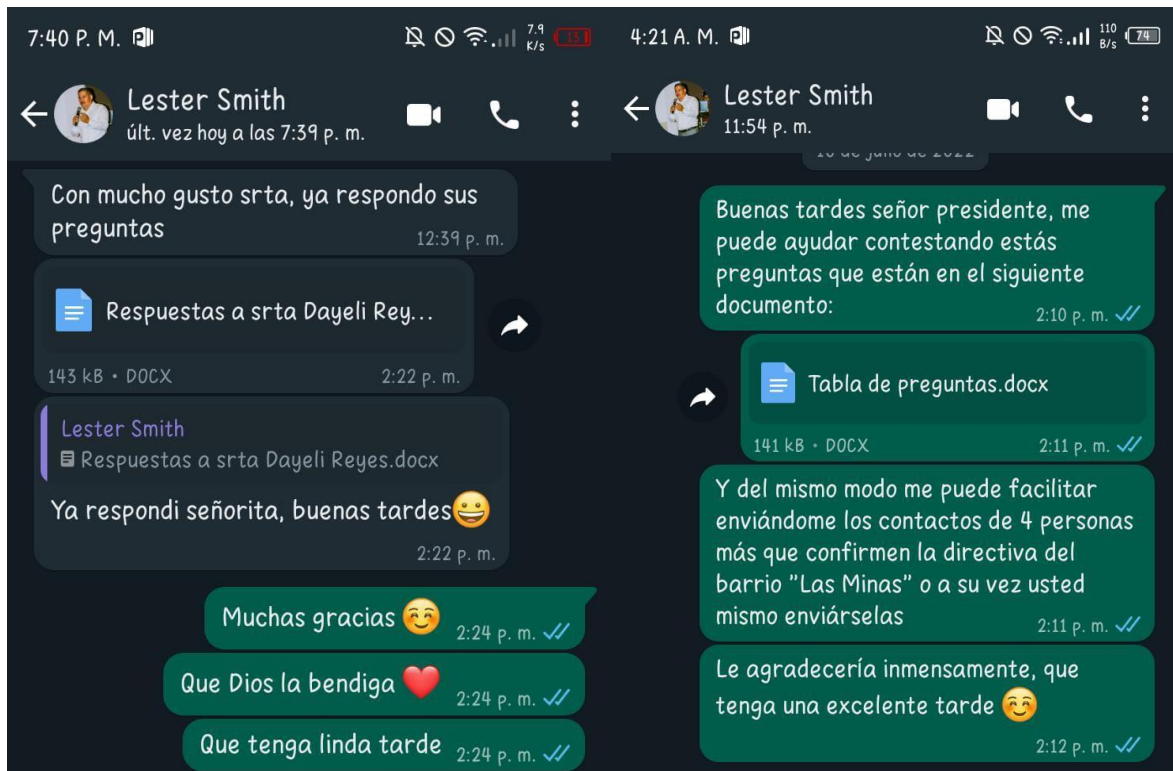 7:40 P. M.
7.9
K/s
13
Lester Smith
últ. vez hoy a las 7:39 p. m.
Con mucho gusto srta, ya respondo sus
preguntas
12:39 p. m.
Respuestas a srta Dayeli Rey...
143 kB • DOCX
2:22 p. m.
Lester Smith
Respuestas a srta Dayeli Reyes.docx
Ya respondi señorita, buenas tardes😀
2:22 p. m.
Muchas gracias ☺️
2:24 p. m.
Que Dios la bendiga ❤️
2:24 p. m.
Que tenga linda tarde
2:24 p. m.
4:21 A. M.
110
B/s
74
Lester Smith
11:54 p. m.
de julio de 2022
Buenas tardes señor presidente, me
puede ayudar contestando estás
preguntas que están en el siguiente
documento:
2:10 p. m.
Tabla de preguntas.docx
141 kB • DOCX
2:11 p. m.
Y del mismo modo me puede facilitar
enviándome los contactos de 4 personas
más que confirmen la directiva del
barrio "Las Minas" o a su vez usted
mismo enviárselas
2:11 p. m.
Le agradecería inmensamente, que
tenga una excelente tarde ☺️
2:12 p. m.